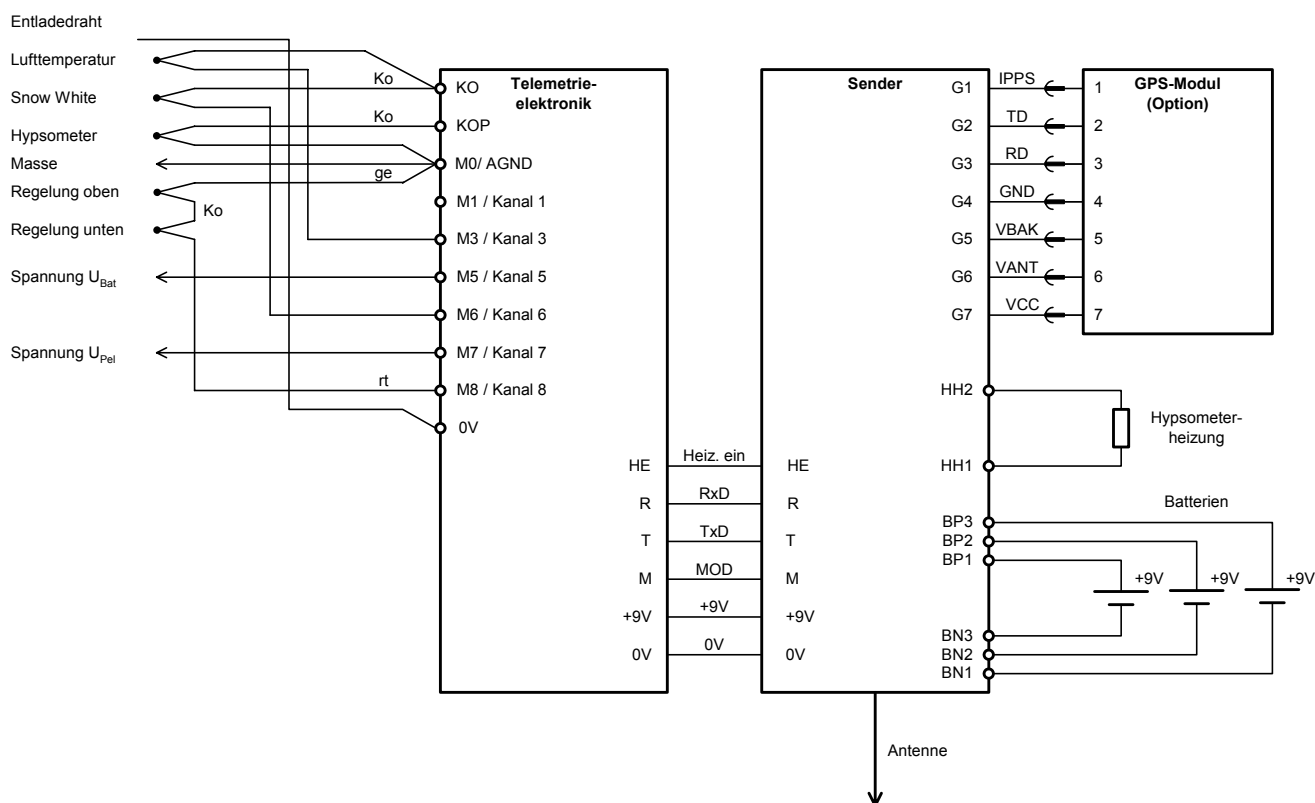 Entladedraht
Lufttemperatur
Snow White
Hypsometer
Masse
Regelung oben
Regelung unten
Spannung U_Bat
Spannung U_Pel
Ko
Ko
ge
Ko
rt
Telemetrie-
elektronik
KO
KOP
M0/ AGND
M1 / Kanal 1
M3 / Kanal 3
M5 / Kanal 5
M6 / Kanal 6
M7 / Kanal 7
M8 / Kanal 8
0V
HE
R
T
M
+9V
0V
Heiz. ein
RxD
TxD
MOD
+9V
0V
Sender
HE
R
T
M
+9V
0V
G1
G2
G3
G4
G5
G6
G7
HH2
HH1
BP3
BP2
BP1
BN3
BN2
BN1
IPPS
TD
RD
GND
VBAK
VANT
VCC
GPS-Modul
(Option)
1
2
3
4
5
6
7
Hypsometer-
heizung
Batterien
+9V
+9V
+9V
Antenne